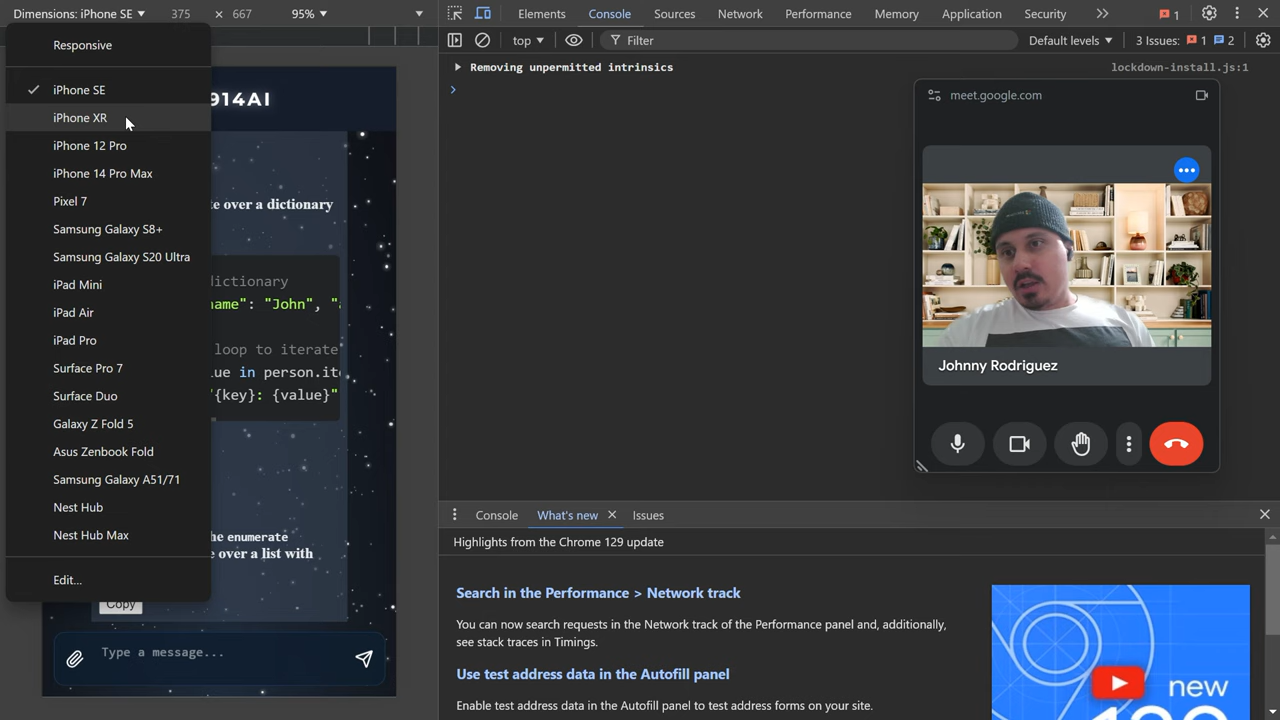 Dimensions: iPhone SE 375 × 667 95%
Responsive
iPhone SE
iPhone XR
iPhone 12 Pro
iPhone 14 Pro Max
Pixel 7
Samsung Galaxy S8+
Samsung Galaxy S20 Ultra
iPad Mini
iPad Air
iPad Pro
Surface Pro 7
Surface Duo
Galaxy Z Fold 5
Asus Zenbook Fold
Samsung Galaxy A51/71
Nest Hub
Nest Hub Max
Edit...
914AI
over a dictionary
dictionary
": "John", "
loop to iterate
in person.
{key}: {value}"
enumerate
over a list with
Copy
Type a message...
Elements Console Sources Network Performance Memory Application Security 1
top Filter Default levels 3 Issues: 1 2
Removing unpermitted intrinsics lockdown-install.js:1
meet.google.com
Johnny Rodriguez
Console What's new Issues
Highlights from the Chrome 129 update
Search in the Performance > Network track
You can now search requests in the Network track of the Performance panel and, additionally,
see stack traces in Timings.
Use test address data in the Autofill panel
Enable test address data in the Autofill panel to test address forms on your site.
new